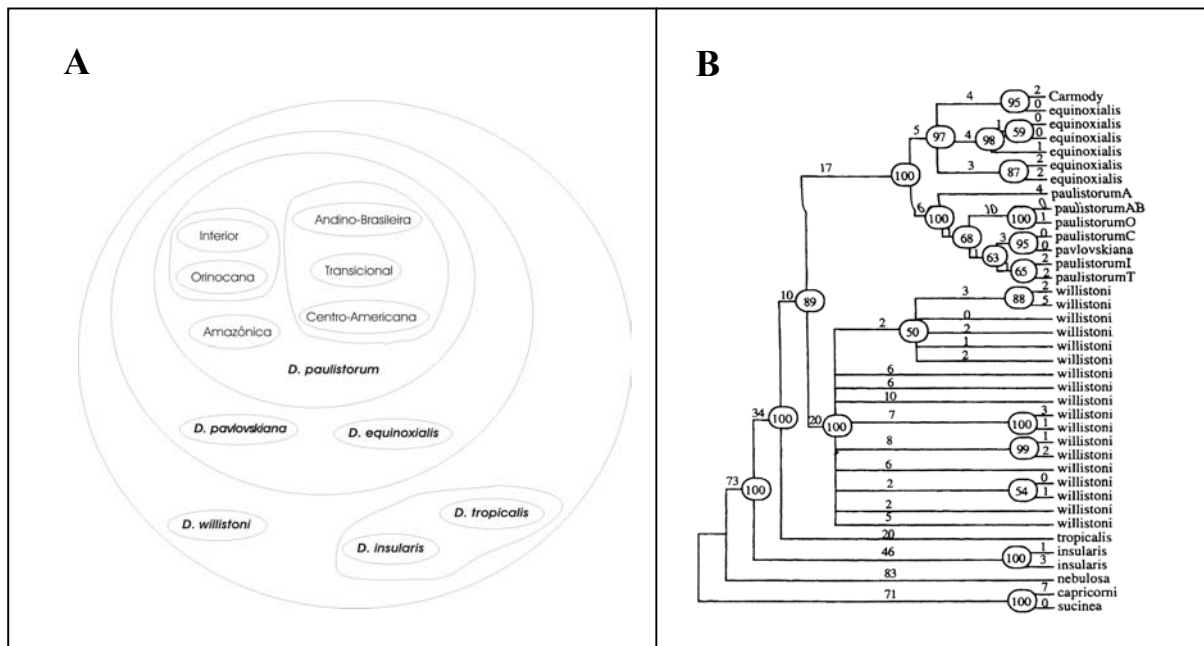 A
Interior
Andino-Brasileira
Orinocana
Transicional
Amazônica
Centro-Americana
D. paulistorum
D. pavlovskiana
D. equinoxialis
D. willistoni
D. tropicalis
D. insularis
B
4 95 2 Carmody
0 equinoxialis
5 97 4 98 1 59 0 equinoxialis
0 equinoxialis
1 equinoxialis
17 100 3 87 2 equinoxialis
2 equinoxialis
6 100 4 paulistorumA
10 100 0 paulistorumAB
68 1 paulistorumO
1 63 3 95 0 paulistorumC
0 pavlovskiana
65 2 paulistorumI
2 paulistorumT
10 89 3 88 2 willistoni
5 willistoni
2 50 0 willistoni
2 willistoni
1 willistoni
2 willistoni
6 willistoni
6 willistoni
10 willistoni
34 100 20 100 7 100 3 willistoni
1 willistoni
8 99 1 willistoni
2 willistoni
6 willistoni
73 100 2 54 0 willistoni
1 willistoni
2 willistoni
5 willistoni
20 tropicalis
46 100 1 insularis
3 insularis
83 nebulosa
71 100 7 capricorni
0 sucinea